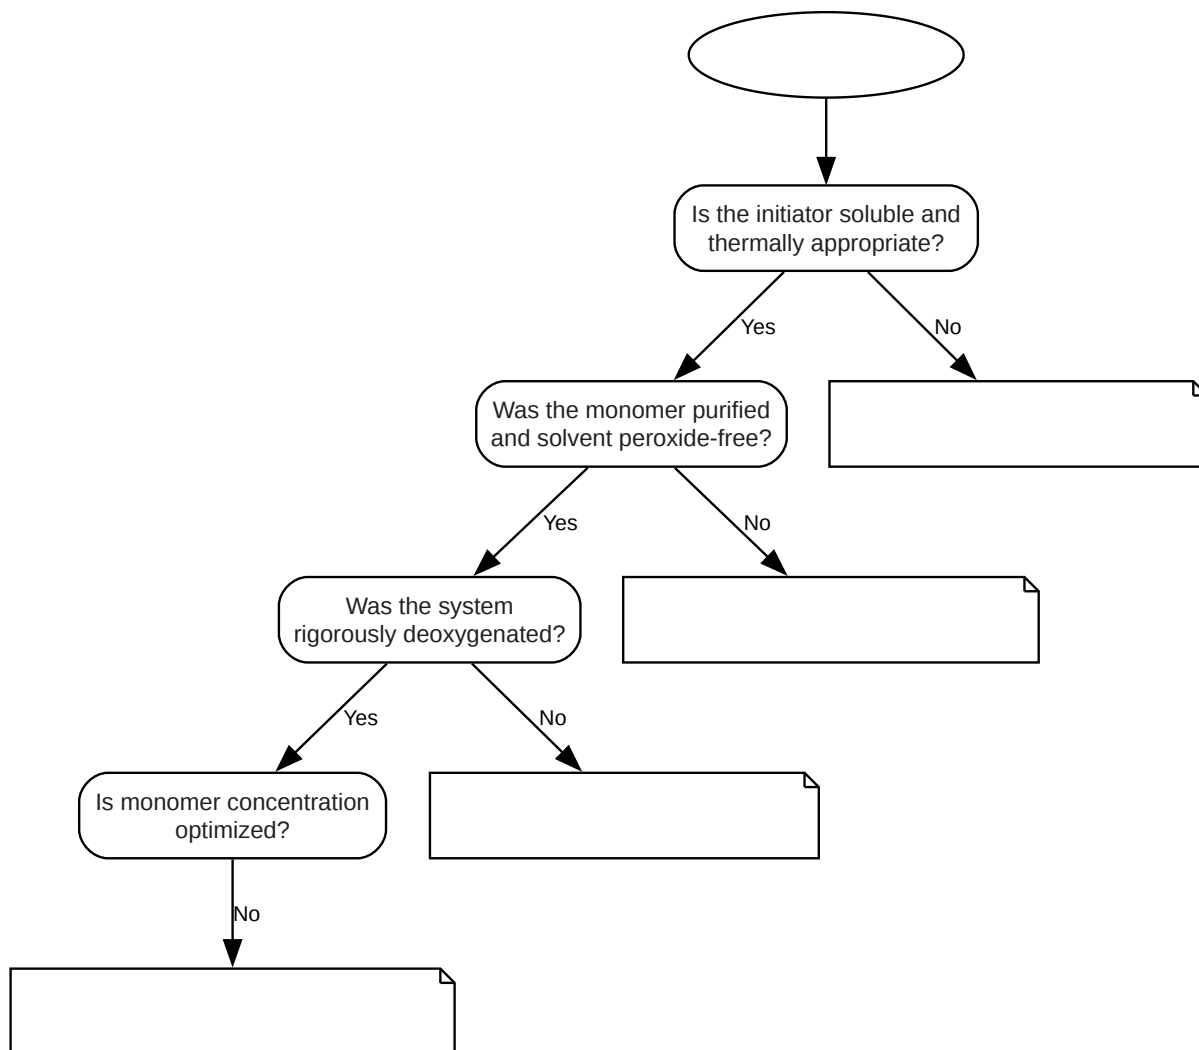 Is the initiator soluble and
thermally appropriate?
Yes
No
Was the monomer purified
and solvent peroxide-free?
Yes
No
Was the system
rigorously deoxygenated?
Yes
No
Is monomer concentration
optimized?
No